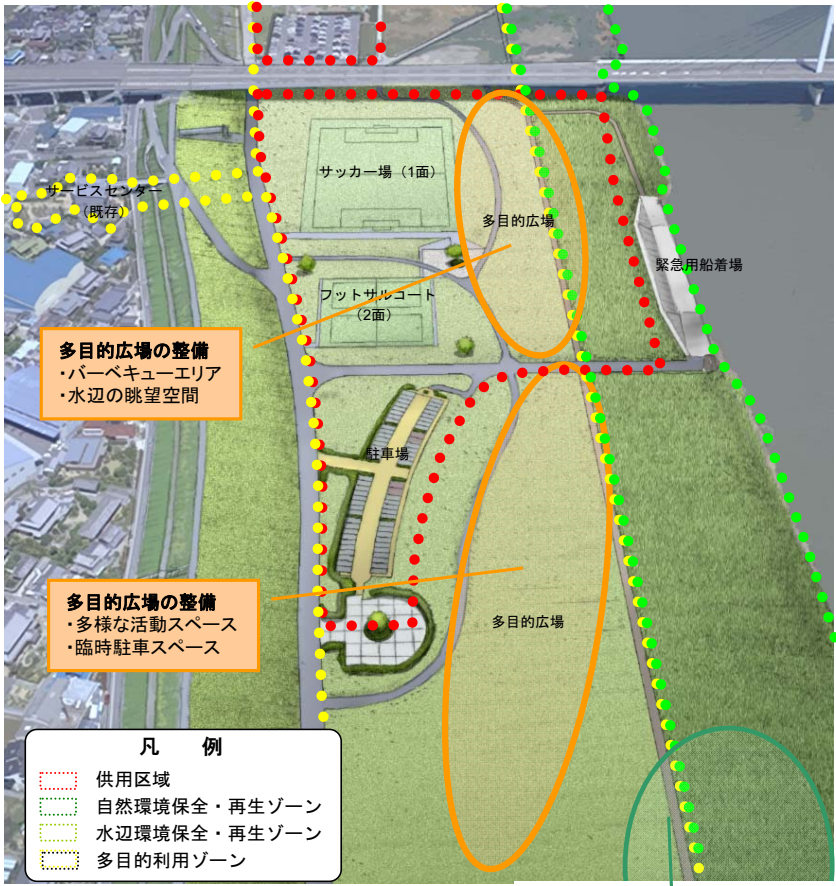 サッカー場（1面）
サービスセンター
（既存）
多目的広場
緊急用船着場
フットサルコート
（2面）
多目的広場の整備
・バーベキューエリア
・水辺の眺望空間
駐車場
多目的広場の整備
・多様な活動スペース
・臨時駐車スペース
多目的広場
凡　例
供用区域
自然環境保全・再生ゾーン
水辺環境保全・再生ゾーン
多目的利用ゾーン